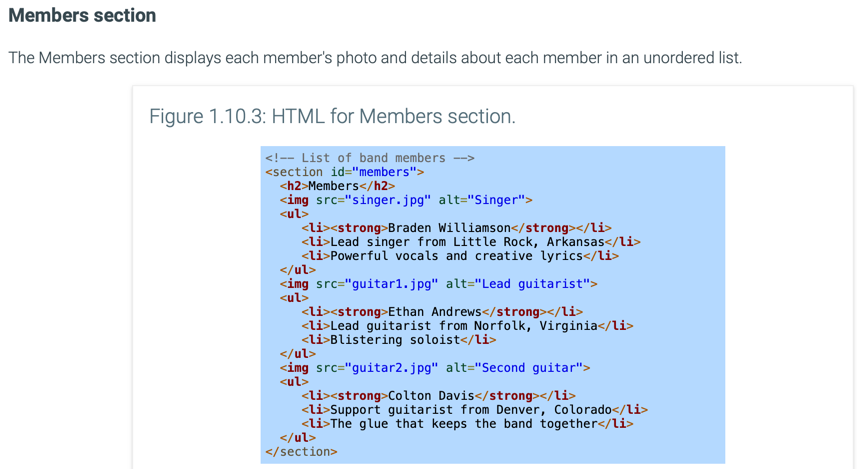 Members section
The Members section displays each member's photo and details about each member in an unordered list.
Figure 1.10.3: HTML for Members section.
<!-- List of band members -->
<section id="members">
  <h2>Members</h2>
  <img src="singer.jpg" alt="Singer">
  <ul>
     <li><strong>Braden Williamson</strong></li>
     <li>Lead singer from Little Rock, Arkansas</li>
     <li>Powerful vocals and creative lyrics</li>
  </ul>
  <img src="guitar1.jpg" alt="Lead guitarist">
  <ul>
     <li><strong>Ethan Andrews</strong></li>
     <li>Lead guitarist from Norfolk, Virginia</li>
     <li>Blistering soloist</li>
  </ul>
  <img src="guitar2.jpg" alt="Second guitar">
  <ul>
     <li><strong>Colton Davis</strong></li>
     <li>Support guitarist from Denver, Colorado</li>
     <li>The glue that keeps the band together</li>
  </ul>
</section>